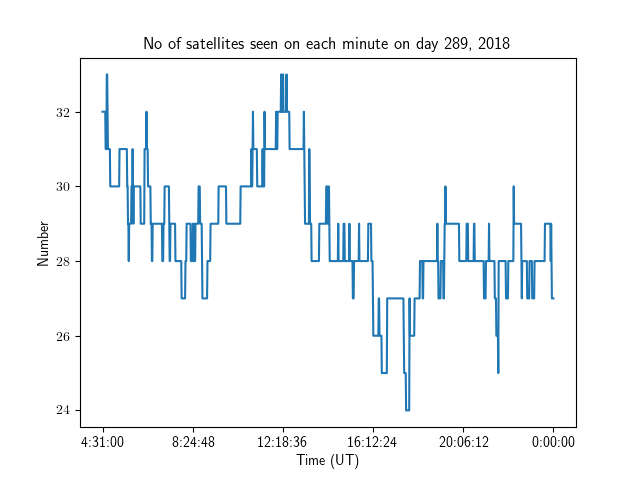 No of satellites seen on each minute on day 289, 2018
32
30
28
26
24
Number
4:31:00 8:24:48 12:18:36 16:12:24 20:06:12 0:00:00
Time (UT)